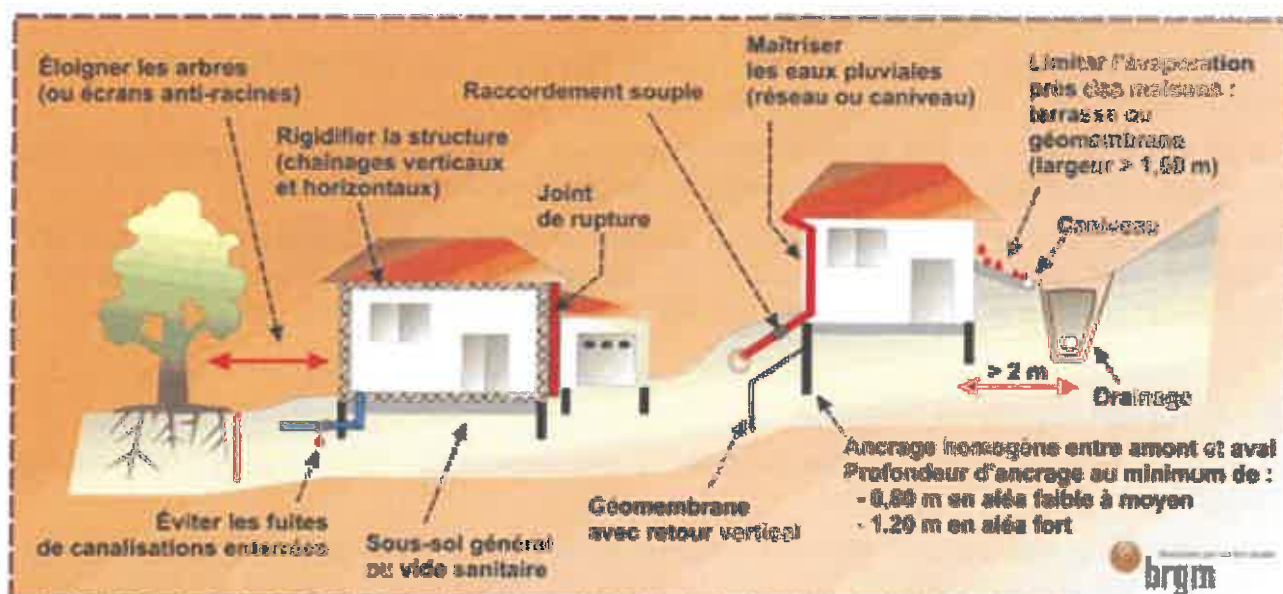 Éloigner les arbres
(ou écrans anti-racines)
Rigidifier la structure
(chainages verticaux
et horizontaux)
Raccordement souple
Joint
de rupture
Maîtriser
les eaux pluviales
(réseau ou caniveau)
Limiter l'évaporation
près des maisons :
terrasse ou
géomembrane
(largeur > 1,50 m)
Caniveau
> 2 m
Drainage
Éviter les fuites
de canalisations enterrées
Sous-sol général
ou vide sanitaire
Géomembrane
avec retour vertical
Ancrage homogène entre amont et aval
Profondeur d'ancrage au minimum de :
- 0,80 m en aléa faible à moyen
- 1.20 m en aléa fort
brgm